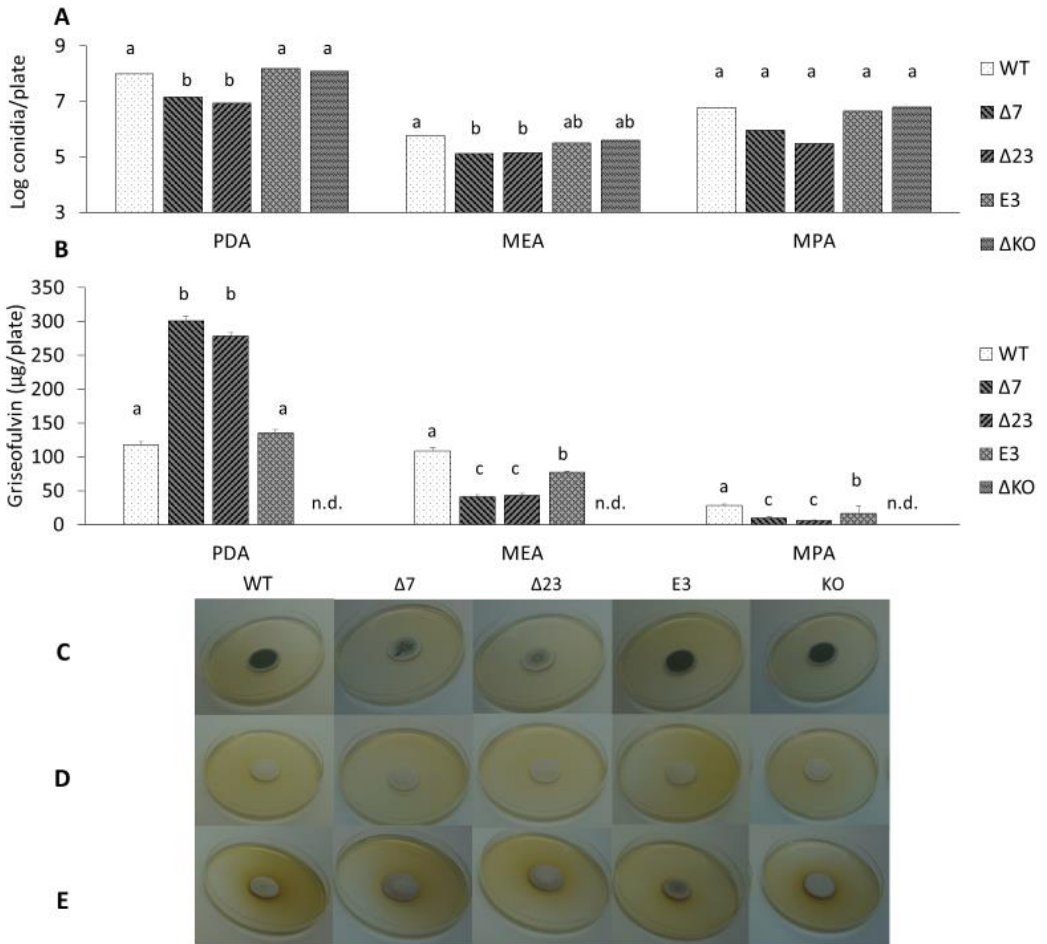 A
Log conidia/plate
9
7
5
3
a b b a a
a b b ab ab
a a a a a
PDA MEA MPA
WT
Δ7
Δ23
E3
ΔKO
B
Griseofulvin (µg/plate)
350
300
250
200
150
100
50
0
a b b a n.d.
a c c b n.d.
a c c b n.d.
PDA MEA MPA
WT
Δ7
Δ23
E3
ΔKO
WT Δ7 Δ23 E3 KO
C
D
E